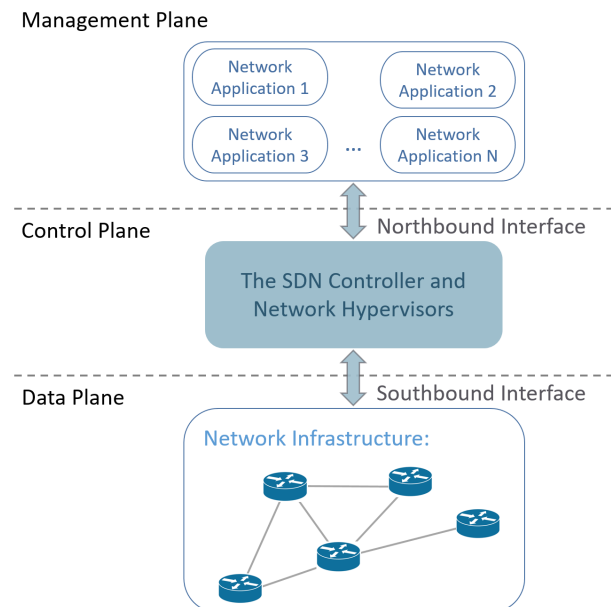 Management Plane
Network
Application 1
Network
Application 2
Network
Application 3
...
Network
Application N
Northbound Interface
Control Plane
The SDN Controller and
Network Hypervisors
Southbound Interface
Data Plane
Network Infrastructure: